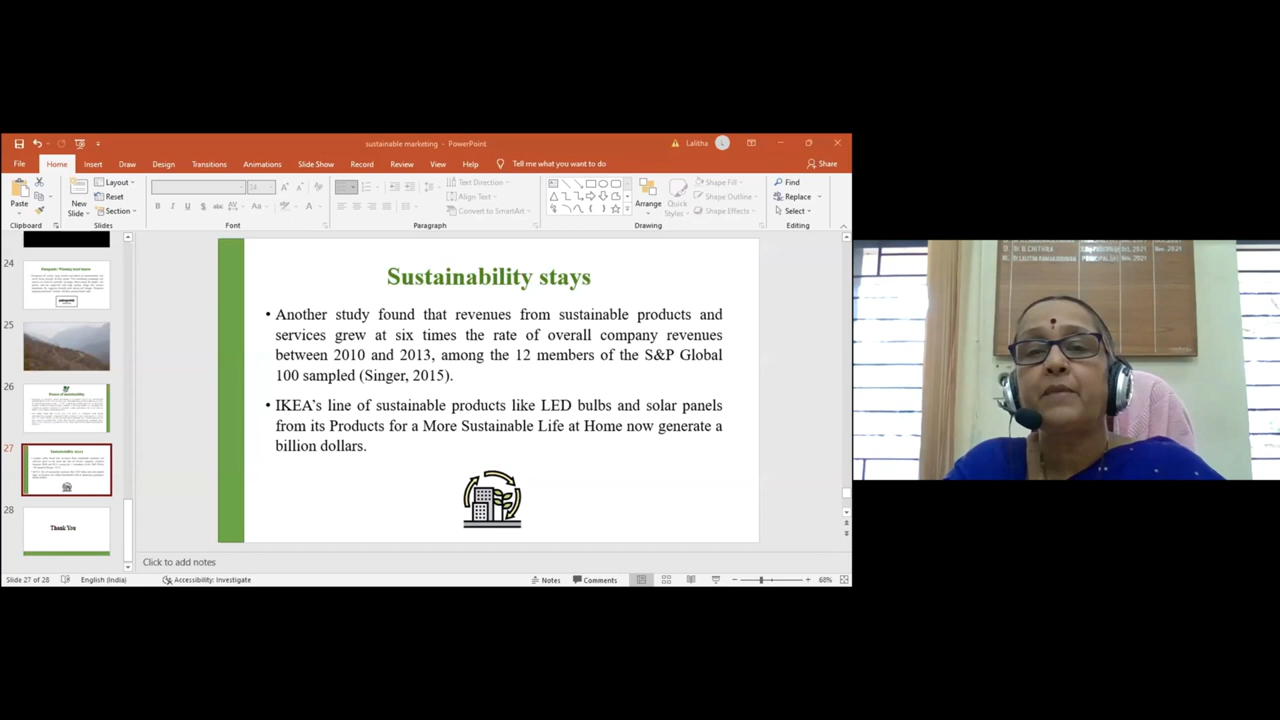 sustainable marketing - PowerPoint
Lalitha
L
File Home Insert Draw Design Transitions Animations Slide Show Record Review View Help Tell me what you want to do Share
Paste
New
Slide
Layout
Reset
Section
24
Text Direction
Align Text
Convert to SmartArt
Arrange
Quick
Styles
Shape Fill
Shape Outline
Shape Effects
Find
Replace
Select
Clipboard Slides Font Paragraph Drawing Editing
24
25
26
27
Sustainability stays
28
Thank You
Sustainability stays
• Another study found that revenues from sustainable products and
services grew at six times the rate of overall company revenues
between 2010 and 2013, among the 12 members of the S&P Global
100 sampled (Singer, 2015).
• IKEA's line of sustainable products like LED bulbs and solar panels
from its Products for a More Sustainable Life at Home now generate a
billion dollars.
Click to add notes
Slide 27 of 28 English (India) Accessibility: Investigate Notes Comments 68%